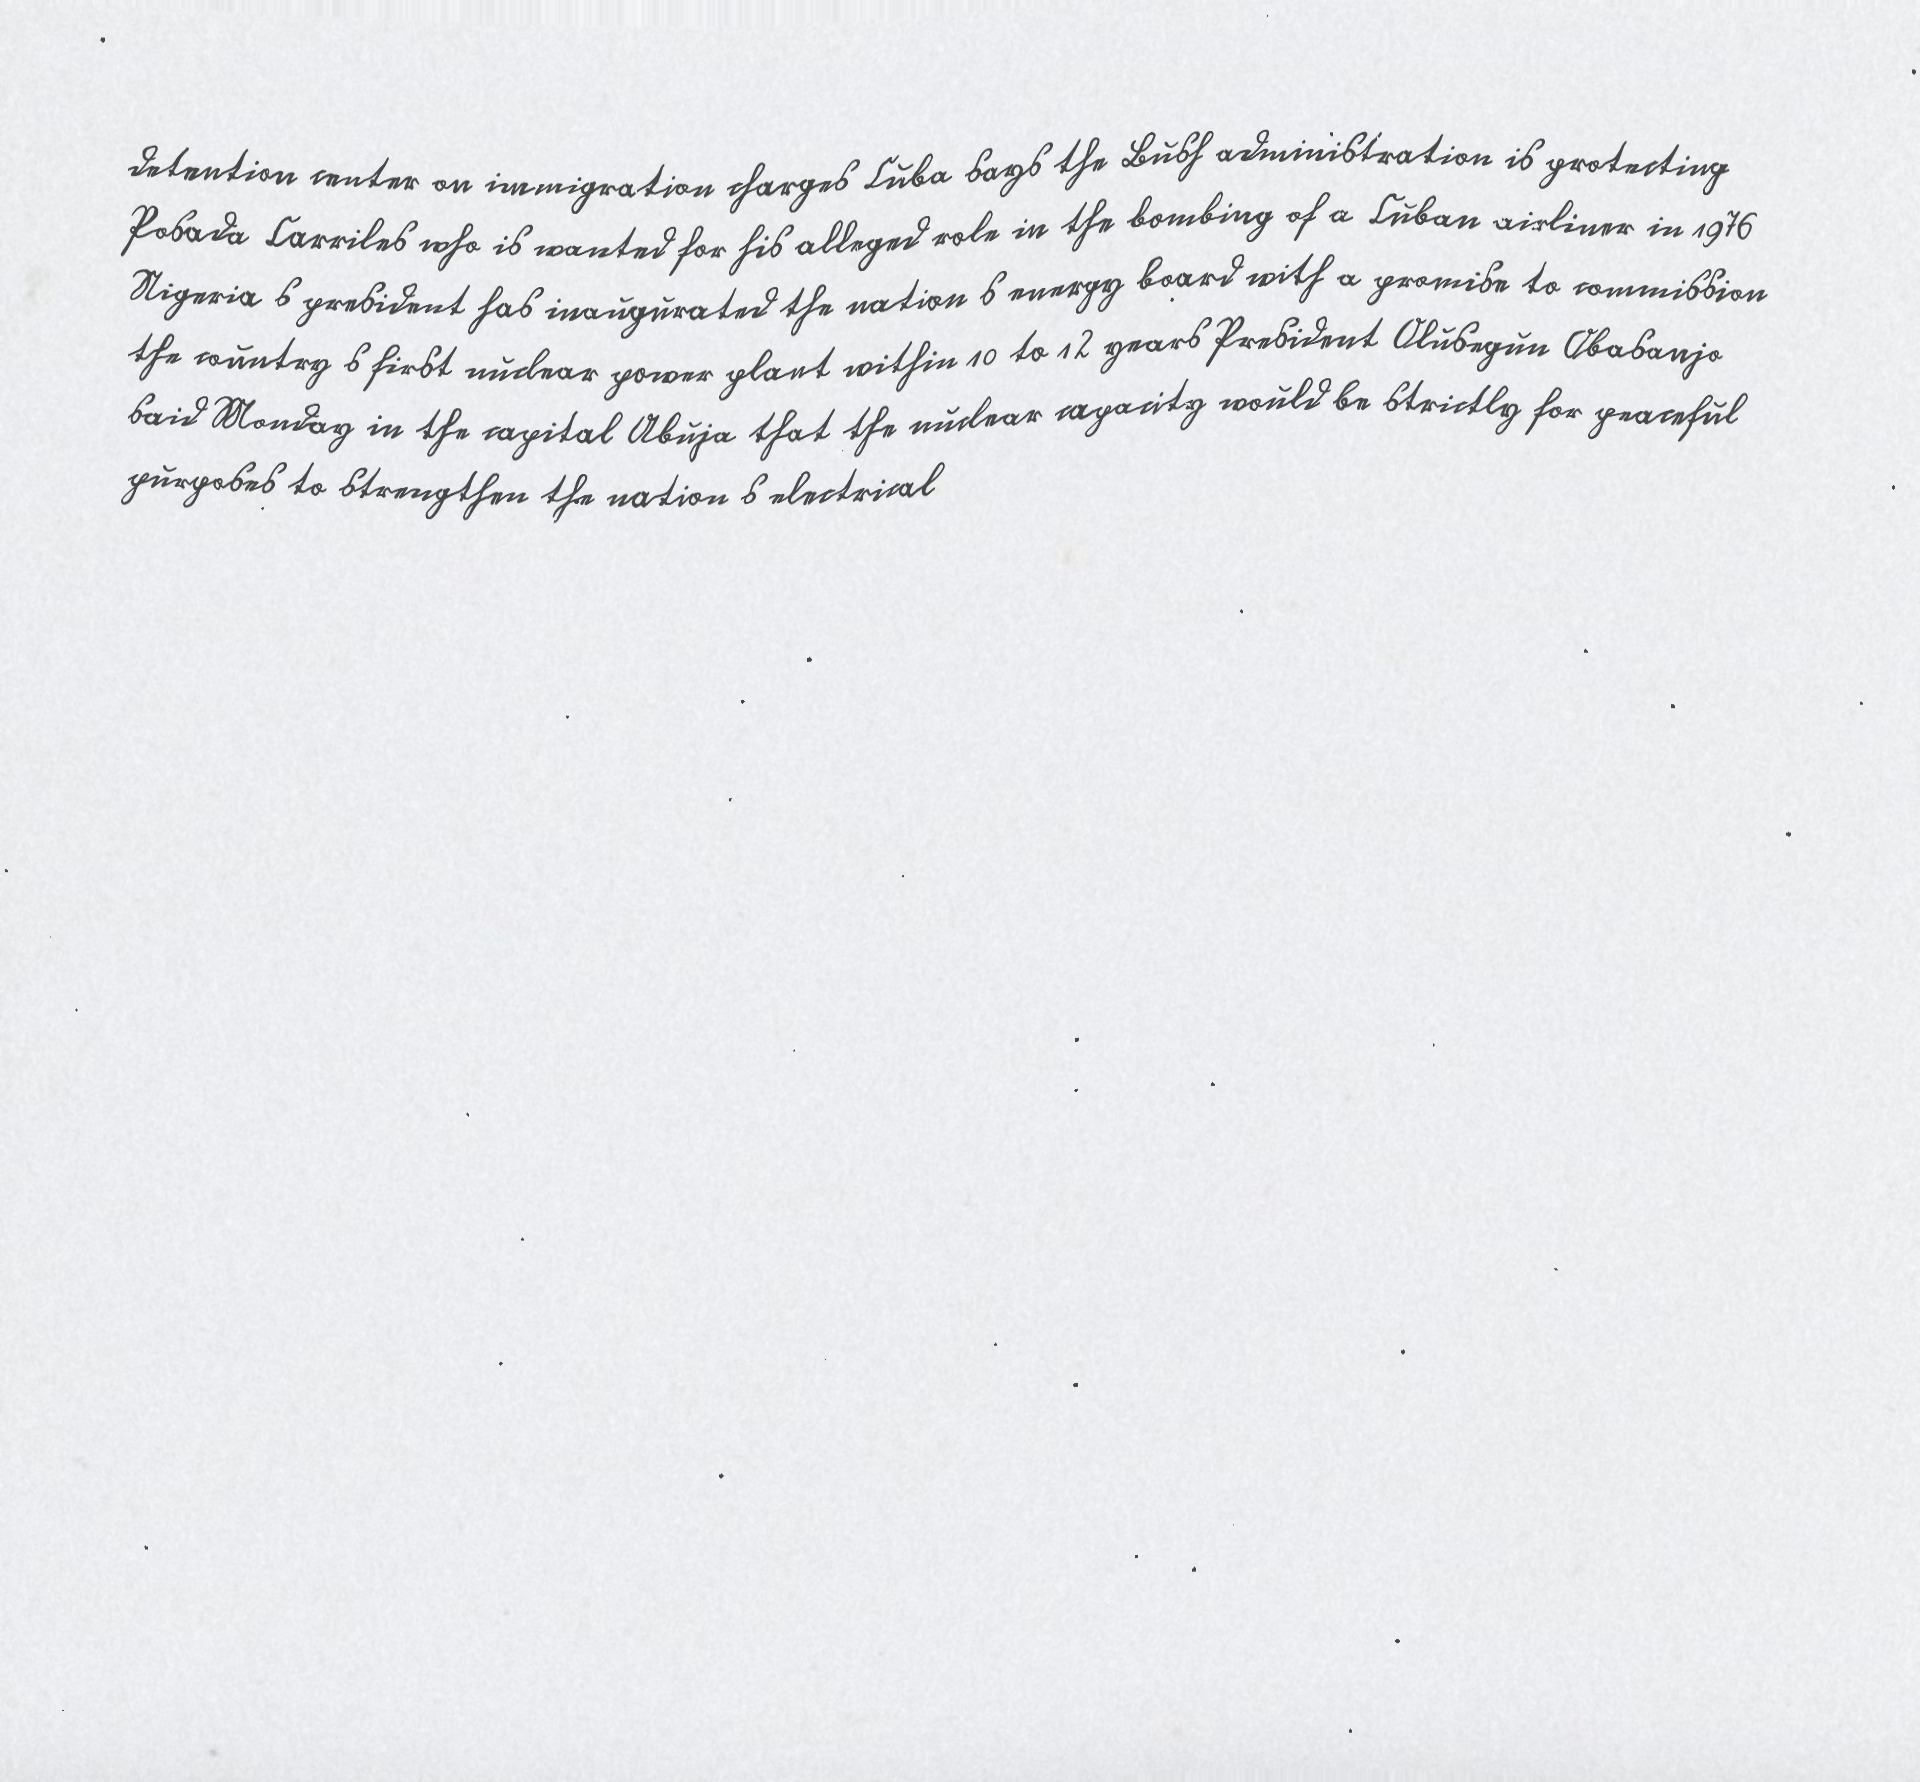 detention center on immigration charges Cuba says the Bush administration is protecting
Posada Carriles who is wanted for his alleged role in the bombing of a Cuban airliner in 1976
Nigeria s president has inaugurated the nation s energy board with a promise to commission
the country s first nuclear power plant within 10 to 12 years President Olusegun Obasanjo
said Monday in the capital Abuja that the nuclear capacity would be strictly for peaceful
purposes to strengthen the nation s electrical